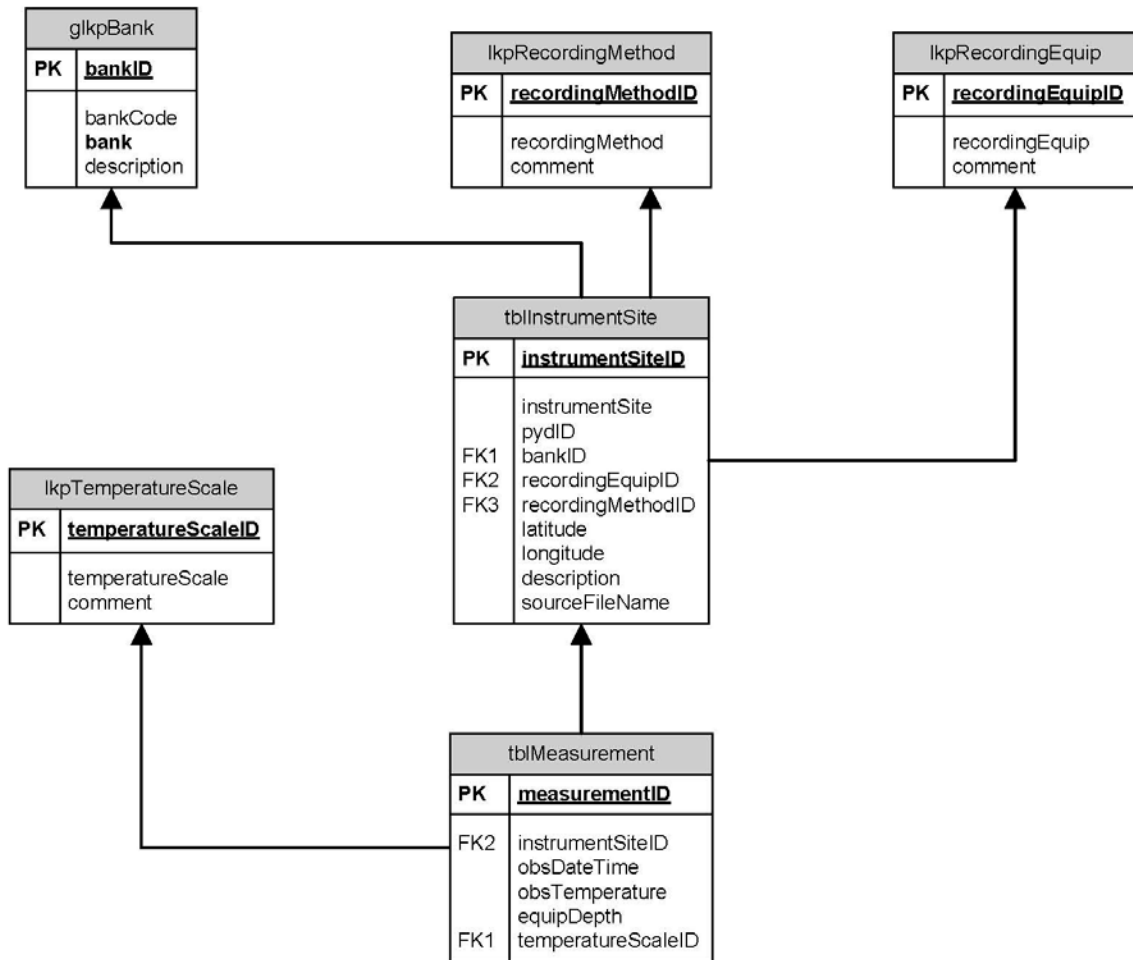 glkpBank
PK bankID
bankCode
bank
description
lkpRecordingMethod
PK recordingMethodID
recordingMethod
comment
lkpRecordingEquip
PK recordingEquipID
recordingEquip
comment
tblInstrumentSite
PK instrumentSiteID
instrumentSite
pydID
FK1 bankID
FK2 recordingEquipID
FK3 recordingMethodID
latitude
longitude
description
sourceFileName
lkpTemperatureScale
PK temperatureScaleID
temperatureScale
comment
tblMeasurement
PK measurementID
FK2 instrumentSiteID
obsDateTime
obsTemperature
equipDepth
FK1 temperatureScaleID